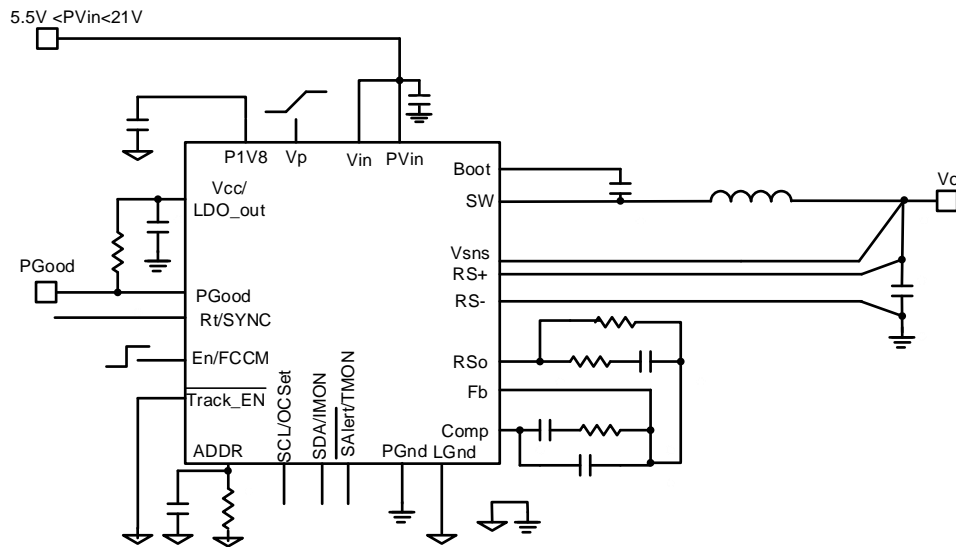 5.5V <PVin<21V
P1V8
Vp
Vin
PVin
Boot
Vcc/
LDO_out
SW
Vo
Vsns
PGood
RS+
PGood
RS-
Rt/SYNC
En/FCCM
RSo
Track_EN
Fb
Comp
ADDR
SCL/OCSet
SDA/IMON
SAlert/TMON
PGnd
LGnd